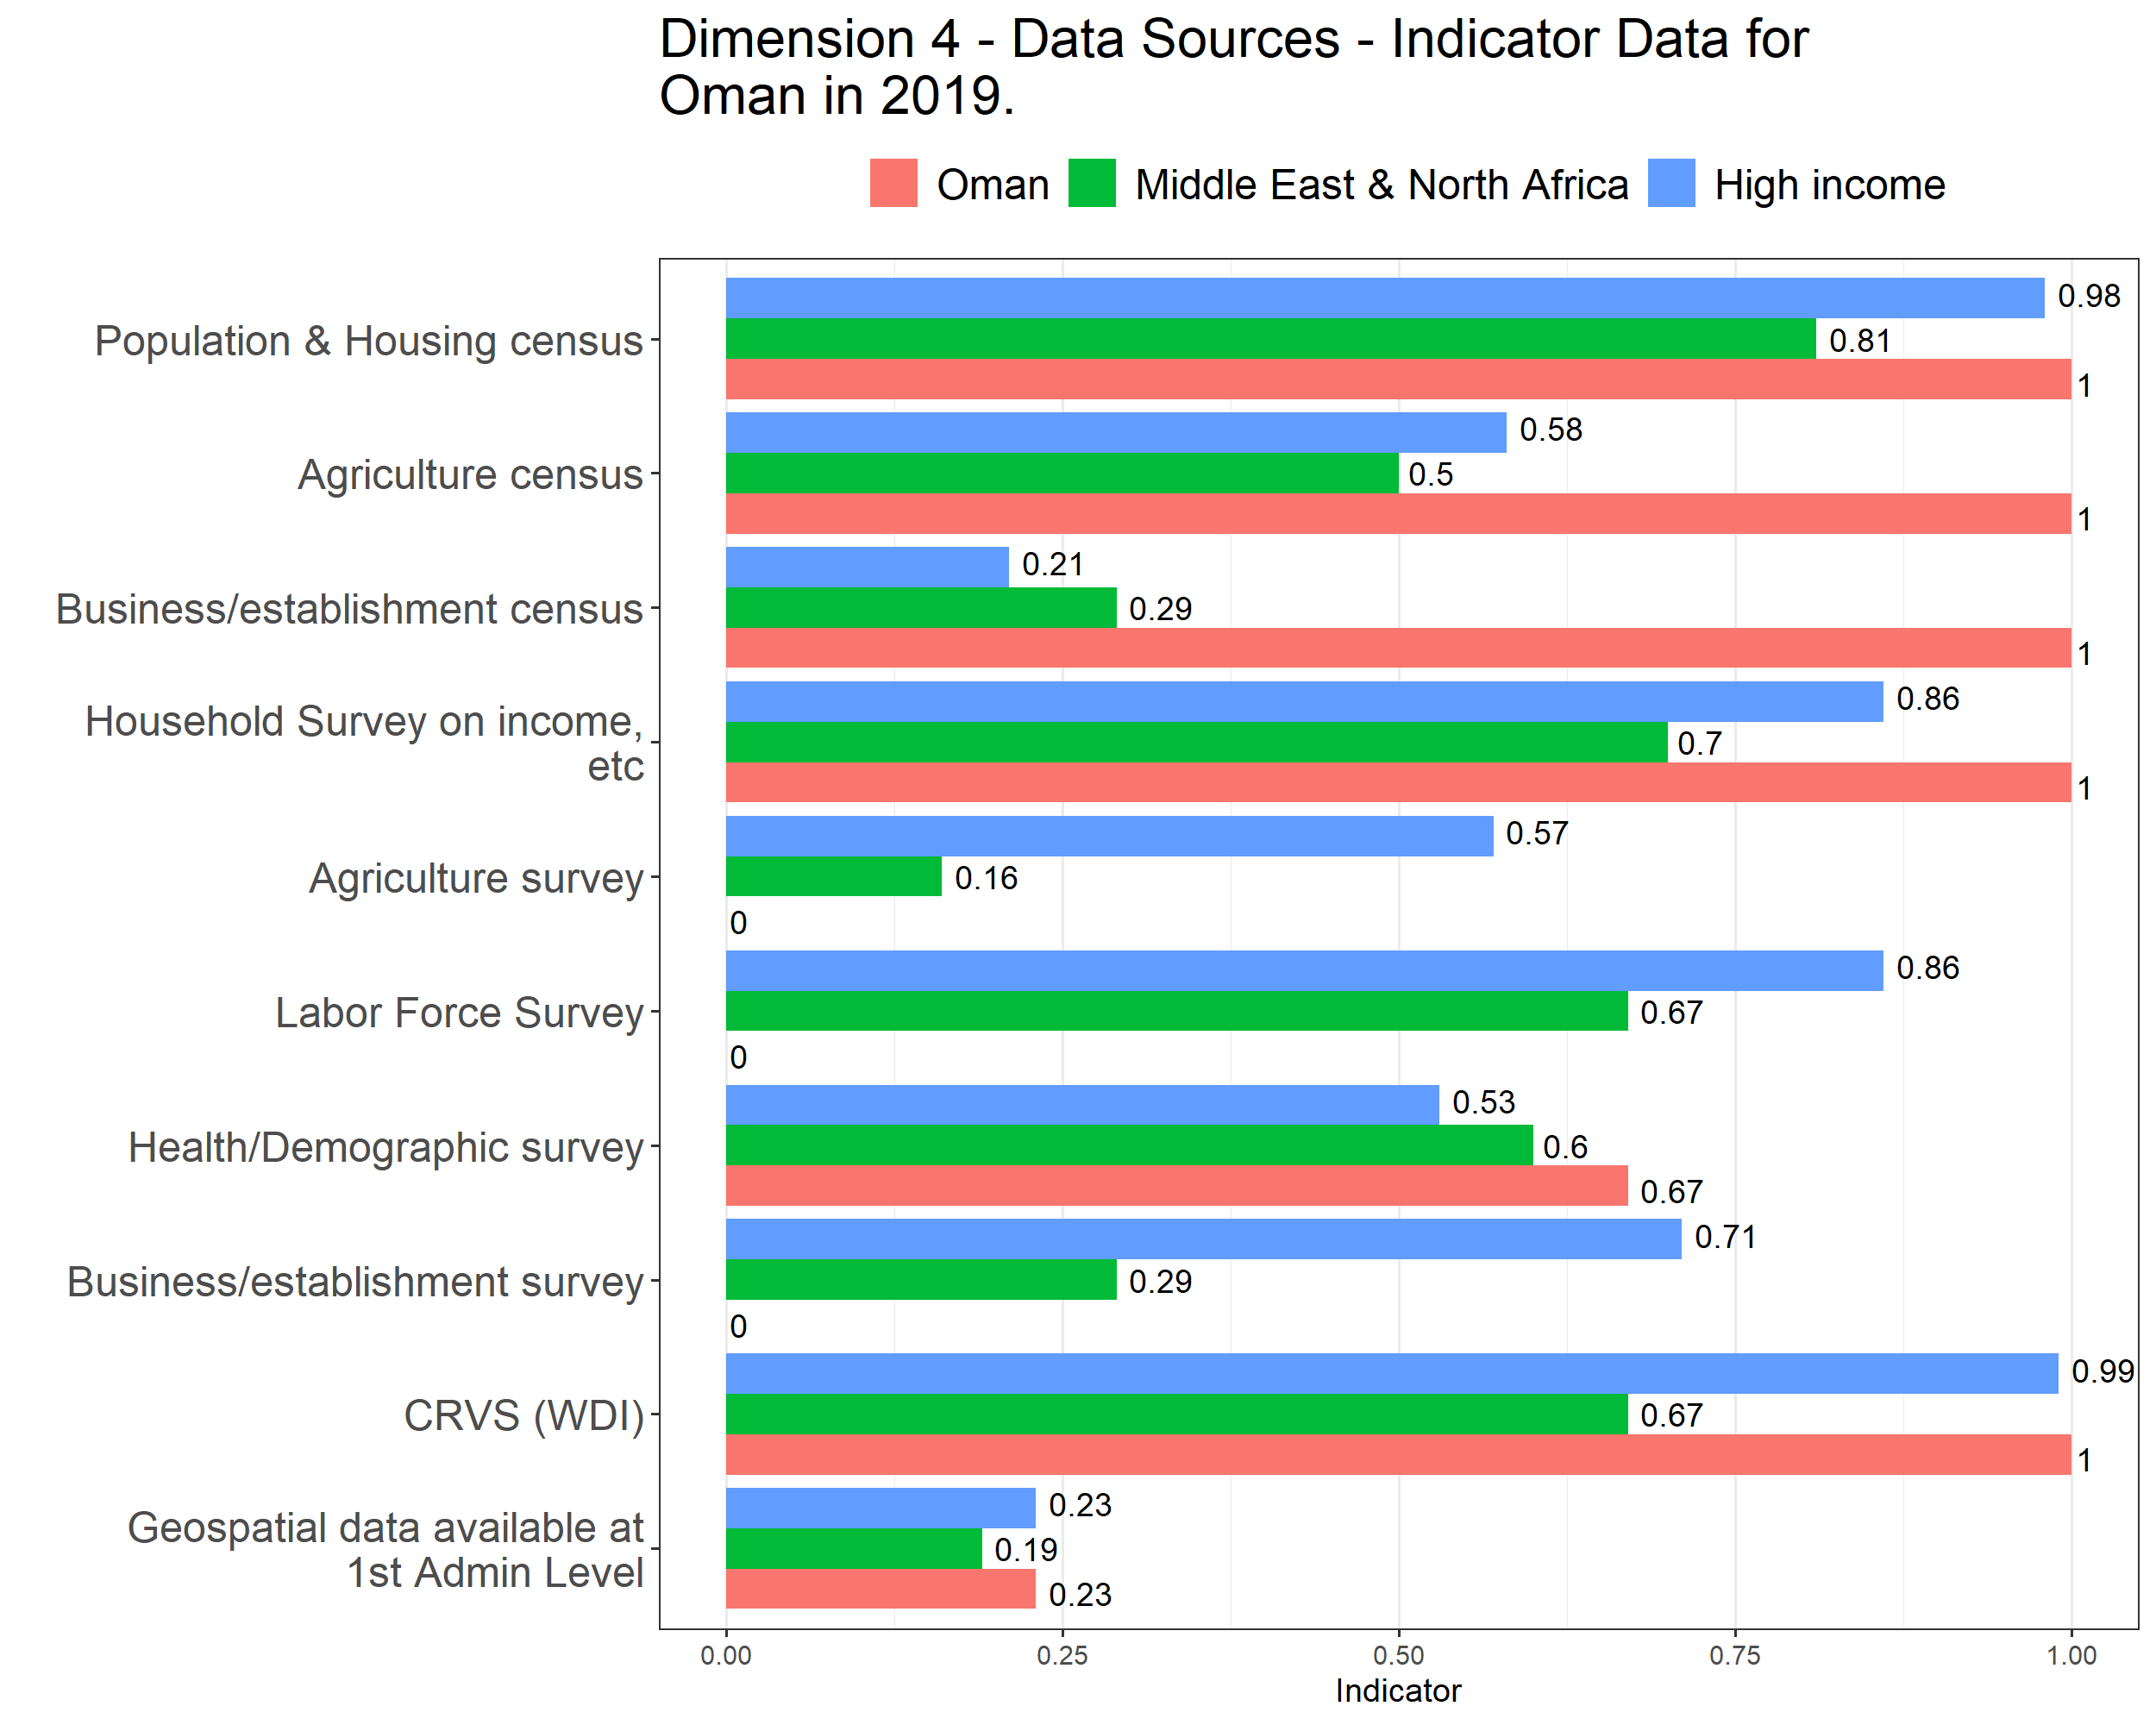 Dimension 4 - Data Sources - Indicator Data for
Oman in 2019.
Oman
Middle East & North Africa
High income
Population & Housing census
0.98
0.81
1
Agriculture census
0.58
0.5
1
Business/establishment census
0.21
0.29
1
Household Survey on income,
etc
0.86
0.7
1
Agriculture survey
0.57
0.16
0
Labor Force Survey
0.86
0.67
0
Health/Demographic survey
0.53
0.6
0.67
Business/establishment survey
0.71
0.29
0
CRVS (WDI)
0.99
0.67
1
Geospatial data available at
1st Admin Level
0.23
0.19
0.23
0.00
0.25
0.50
0.75
1.00
Indicator